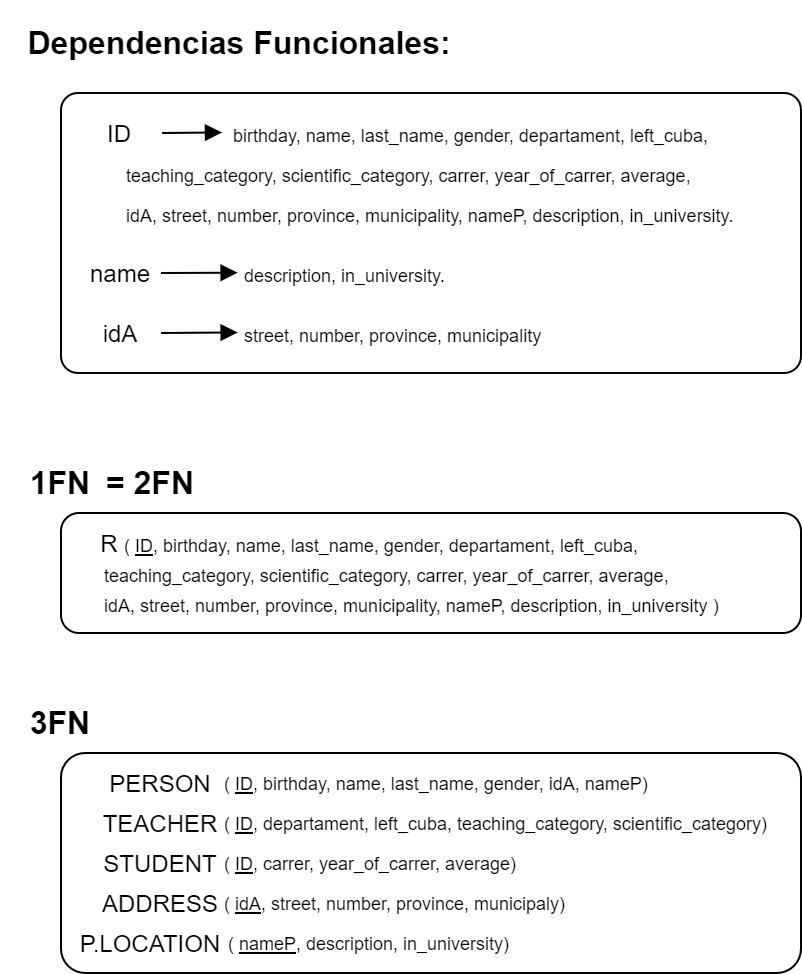 Dependencias Funcionales:
ID birthday, name, last_name, gender, departament, left_cuba,
teaching_category, scientific_category, carrer, year_of_carrer, average,
idA, street, number, province, municipality, nameP, description, in_university.
name description, in_university.
idA street, number, province, municipality
1FN = 2FN
R ( ID, birthday, name, last_name, gender, departament, left_cuba,
teaching_category, scientific_category, carrer, year_of_carrer, average,
idA, street, number, province, municipality, nameP, description, in_university )
3FN
PERSON ( ID, birthday, name, last_name, gender, idA, nameP)
TEACHER ( ID, departament, left_cuba, teaching_category, scientific_category)
STUDENT ( ID, carrer, year_of_carrer, average)
ADDRESS ( idA, street, number, province, municipaly)
P.LOCATION ( nameP, description, in_university)